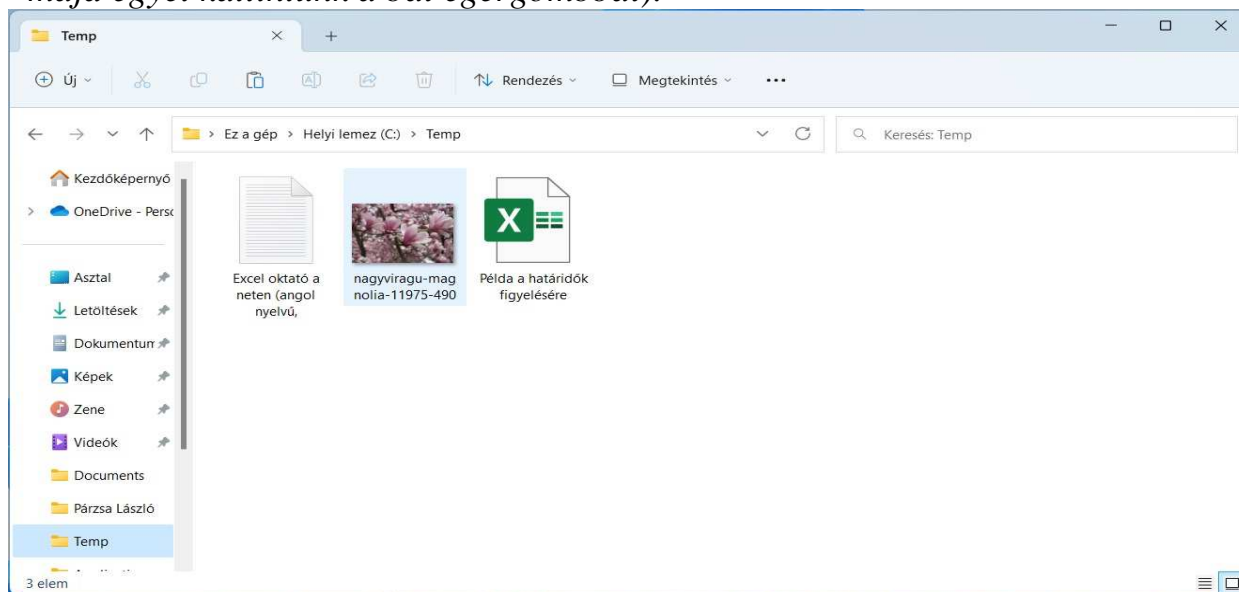 Temp
Új
Rendezés
Megtekintés
Ez a gép > Helyi lemez (C:) > Temp
Keresés: Temp
Kezdőképernyő
OneDrive - Perso
Asztal
Letöltések
Dokumentum
Képek
Zene
Videók
Documents
Párzsa László
Temp
Excel oktató a
neten (angol
nyelvű,
nagyviragu-mag
nolia-11975-490
X
Példa a határidők
figyelésére
3 elem